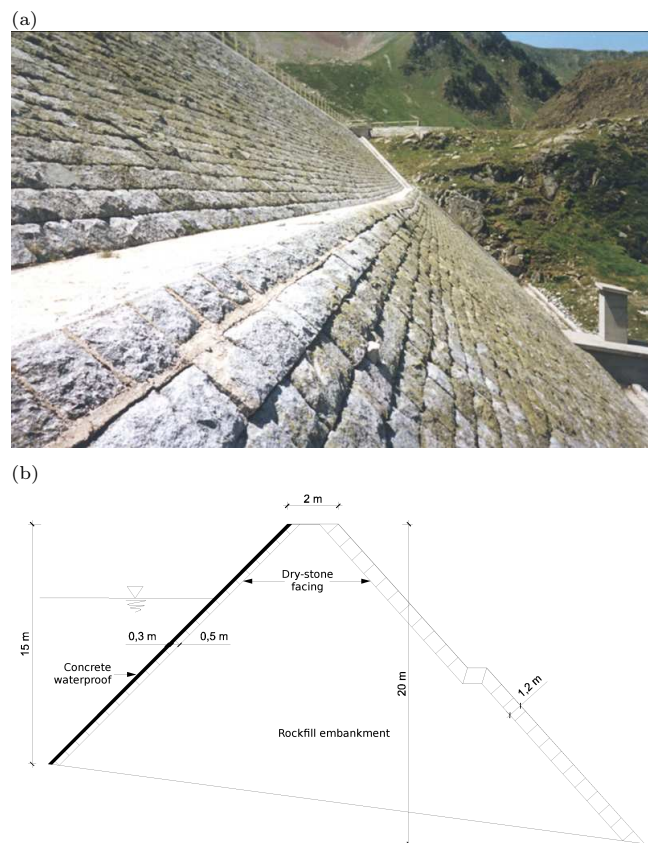 (a)
(b)
2 m
Dry-stone
facing
15 m
0,3 m
0,5 m
Concrete
waterproof
20 m
1,2 m
Rockfill embankment